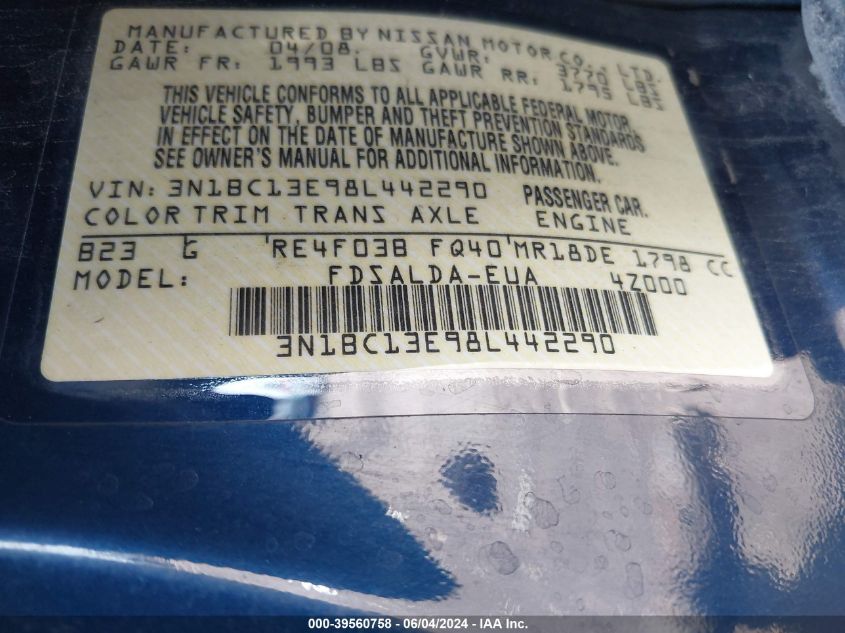 MANUFACTURED BY NISSAN MOTOR CO., LTD.
DATE: 04/08. GVWR: 3770 LBS
GAWR FR: 1993 LBS GAWR RR: 1795 LBS
THIS VEHICLE CONFORMS TO ALL APPLICABLE FEDERAL MOTOR
VEHICLE SAFETY, BUMPER AND THEFT PREVENTION STANDARDS
IN EFFECT ON THE DATE OF MANUFACTURE SHOWN ABOVE.
SEE OWNER'S MANUAL FOR ADDITIONAL INFORMATION.
VIN: 3N1BC13E98L442290 PASSENGER CAR.
COLOR TRIM TRANS AXLE ENGINE
B23 G RE4F03B FQ40 MR18DE 1798 CC
MODEL: FDSALDA-EUA 4Z000
3N1BC13E98L442290
000-39560758 - 06/04/2024 - IAA Inc.